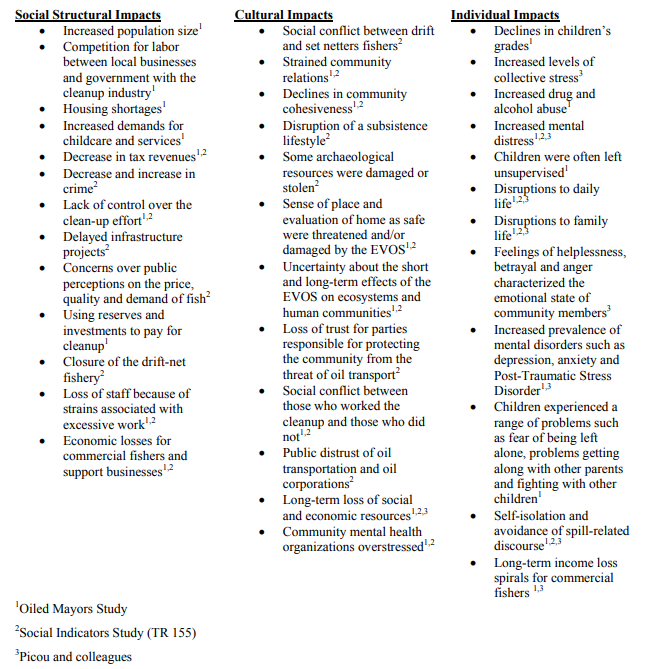 Social Structural Impacts
• Increased population size¹
• Competition for labor
between local businesses
and government with the
cleanup industry¹
• Housing shortages¹
• Increased demands for
childcare and services¹
• Decrease in tax revenues¹,²
• Decrease and increase in
crime²
• Lack of control over the
clean-up effort¹,²
• Delayed infrastructure
projects²
• Concerns over public
perceptions on the price,
quality and demand of fish²
• Using reserves and
investments to pay for
cleanup¹
• Closure of the drift-net
fishery²
• Loss of staff because of
strains associated with
excessive work¹,²
• Economic losses for
commercial fishers and
support businesses¹,²
Cultural Impacts
• Social conflict between drift
and set netters fishers²
• Strained community
relations¹,²
• Declines in community
cohesiveness¹,²
• Disruption of a subsistence
lifestyle²
• Some archaeological
resources were damaged or
stolen²
• Sense of place and
evaluation of home as safe
were threatened and/or
damaged by the EVOS¹,²
• Uncertainty about the short
and long-term effects of the
EVOS on ecosystems and
human communities¹,²
• Loss of trust for parties
responsible for protecting
the community from the
threat of oil transport²
• Social conflict between
those who worked the
cleanup and those who did
not¹,²
• Public distrust of oil
transportation and oil
corporations²
• Long-term loss of social
and economic resources¹,²,³
• Community mental health
organizations overstressed¹,²
Individual Impacts
• Declines in children's
grades¹
• Increased levels of
collective stress³
• Increased drug and
alcohol abuse¹
• Increased mental
distress¹,²,³
• Children were often left
unsupervised¹
• Disruptions to daily
life¹,²,³
• Disruptions to family
life¹,²,³
• Feelings of helplessness,
betrayal and anger
characterized the
emotional state of
community members³
• Increased prevalence of
mental disorders such as
depression, anxiety and
Post-Traumatic Stress
Disorder¹,³
• Children experienced a
range of problems such
as fear of being left
alone, problems getting
along with other parents
and fighting with other
children¹
• Self-isolation and
avoidance of spill-related
discourse¹,²,³
• Long-term income loss
spirals for commercial
fishers ¹,³
¹Oiled Mayors Study
²Social Indicators Study (TR 155)
³Picou and colleagues